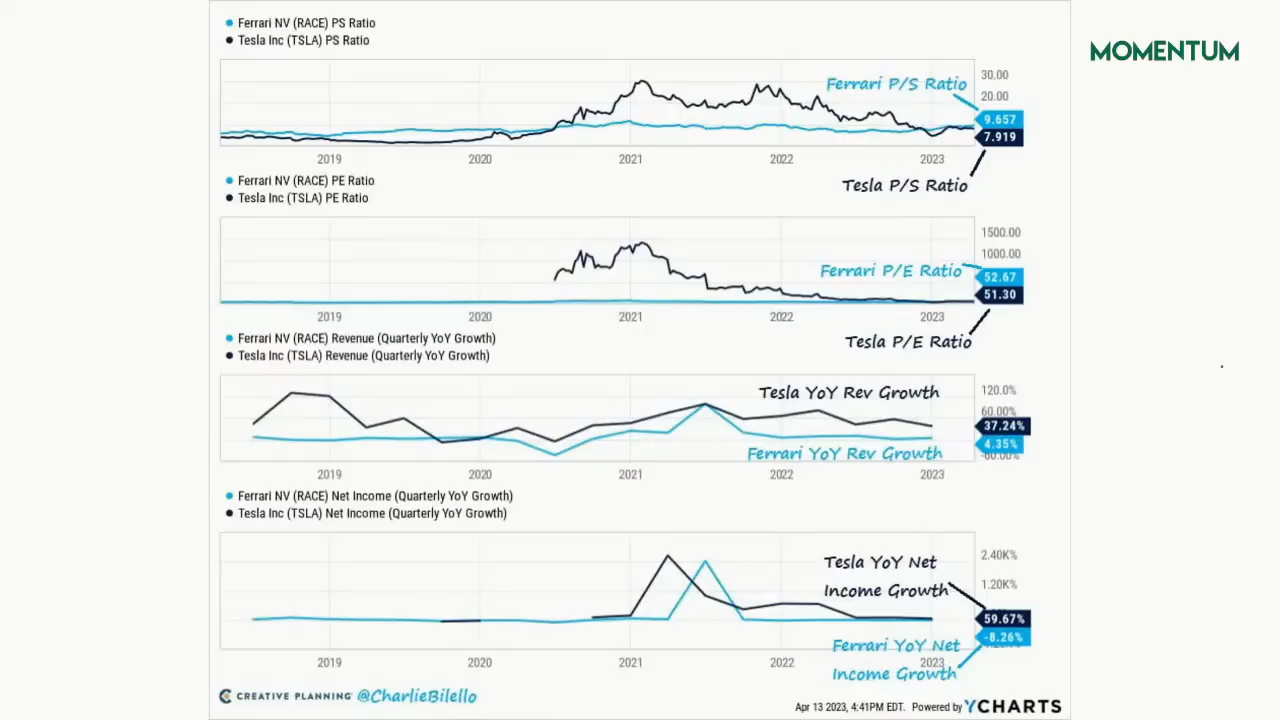 MOMENTUM
Ferrari NV (RACE) PS Ratio
Tesla Inc (TSLA) PS Ratio
Ferrari P/S Ratio
30.00
20.00
9.657
7.919
2019 2020 2021 2022 2023
Tesla P/S Ratio
Ferrari NV (RACE) PE Ratio
Tesla Inc (TSLA) PE Ratio
1500.00
1000.00
Ferrari P/E Ratio
52.67
51.30
2019 2020 2021 2022 2023
Tesla P/E Ratio
Ferrari NV (RACE) Revenue (Quarterly YoY Growth)
Tesla Inc (TSLA) Revenue (Quarterly YoY Growth)
Tesla YoY Rev Growth
120.0%
60.00%
37.24%
4.35%
Ferrari YoY Rev Growth
-60.00%
2019 2020 2021 2022 2023
Ferrari NV (RACE) Net Income (Quarterly YoY Growth)
Tesla Inc (TSLA) Net Income (Quarterly YoY Growth)
Tesla YoY Net
Income Growth
2.40K%
1.20K%
59.67%
-8.26%
Ferrari YoY Net
Income Growth
2019 2020 2021 2022 2023
CREATIVE PLANNING @CharlieBilello
Apr 13 2023, 4:41PM EDT. Powered by YCHARTS